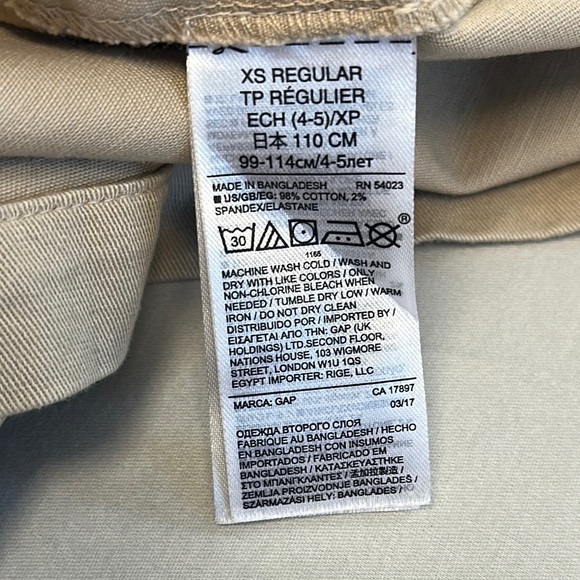 XS REGULAR
TP RÉGULIER
ECH (4-5)/XP
日本 110 CM
99-114см/4-5лет
MADE IN BANGLADESH RN 54023
US/GB/EG: 98% COTTON, 2%
SPANDEX/ELASTANE
30
®
1166
MACHINE WASH COLD / WASH AND
DRY WITH LIKE COLORS / ONLY
NON-CHLORINE BLEACH WHEN
NEEDED / TUMBLE DRY LOW / WARM
IRON / DO NOT DRY CLEAN
DISTRIBUIDO POR / IMPORTED BY /
ΕΙΣΑΓΕΤΑΙ ΑΠΟ ΤΗΝ: GAP (UK
HOLDINGS) LTD.SECOND FLOOR,
NATIONS HOUSE, 103 WIGMORE
STREET, LONDON W1U 1QS
EGYPT IMPORTER: RIGE, LLC
MARCA: GAP CA 17897
03/17
ОДЕЖДА ВТОРОГО СЛОЯ
FABRIQUÉ AU BANGLADESH / HECHO
EN BANGLADESH CON INSUMOS
IMPORTADOS / FABRICADO EM
BANGLADESH / ΚΑΤΑΣΚΕΥΑΣΤΗΚΕ
ΣΤΟ ΜΠΑΝΓΚΛΑΝΤΕΣ / 孟加拉製造 /
ZEMLJA PROIZVODNJE BANGLADEŠ /
SZÁRMAZÁSI HELY: BANGLADES /